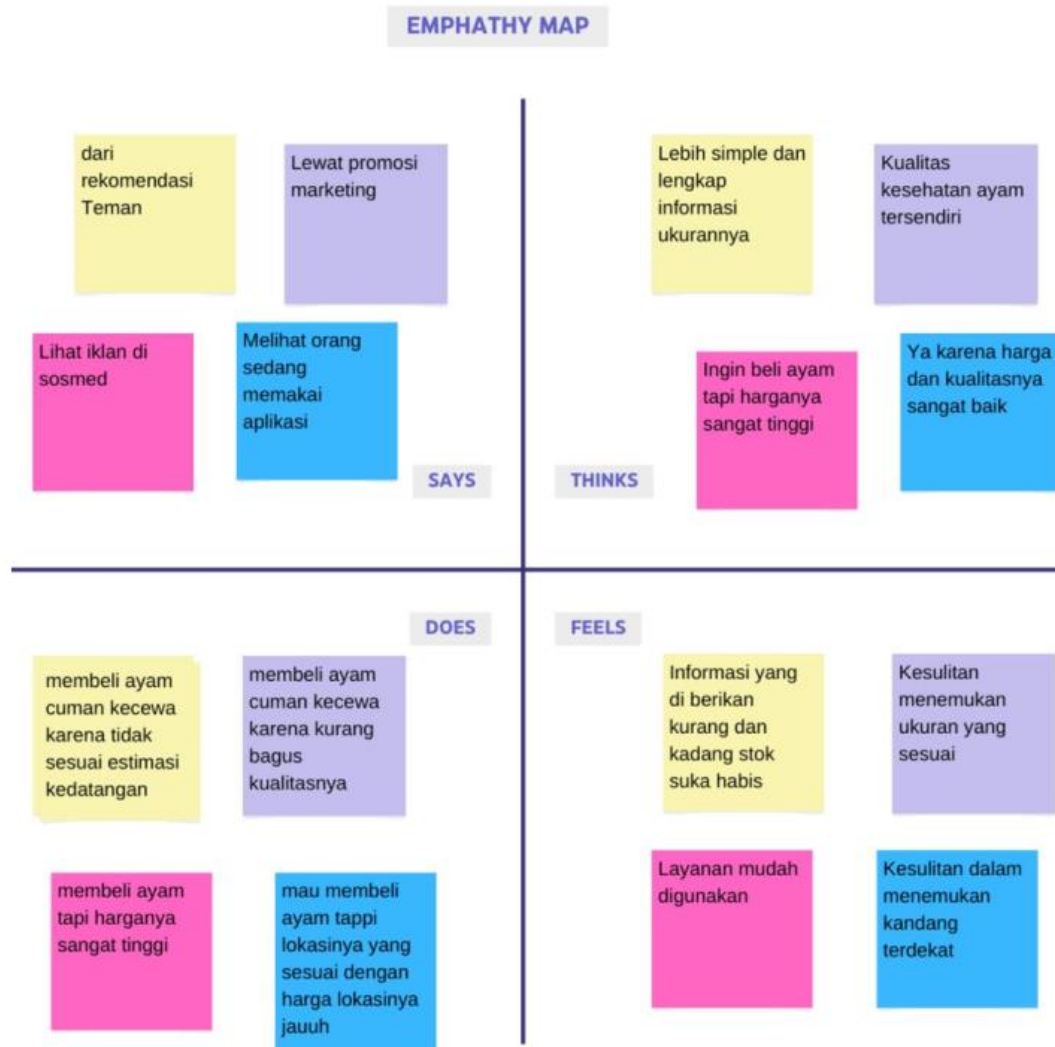 EMPHATHY MAP
dari
rekomendasi
Teman
Lewat promosi
marketing
Lihat iklan di
sosmed
Melihat orang
sedang
memakai
aplikasi
SAYS
Lebih simple dan
lengkap
informasi
ukurannya
Kualitas
kesehatan ayam
tersendiri
Ingin beli ayam
tapi harganya
sangat tinggi
Ya karena harga
dan kualitasnya
sangat baik
THINKS
DOES
membeli ayam
cuman kecewa
karena tidak
sesuai estimasi
kedatangan
membeli ayam
cuman kecewa
karena kurang
bagus
kualitasnya
membeli ayam
tapi harganya
sangat tinggi
mau membeli
ayam tappi
lokasinya yang
sesuai dengan
harga lokasinya
jauuh
FEELS
Informasi yang
di berikan
kurang dan
kadang stok
suka habis
Kesulitan
menemukan
ukuran yang
sesuai
Layanan mudah
digunakan
Kesulitan dalam
menemukan
kandang
terdekat